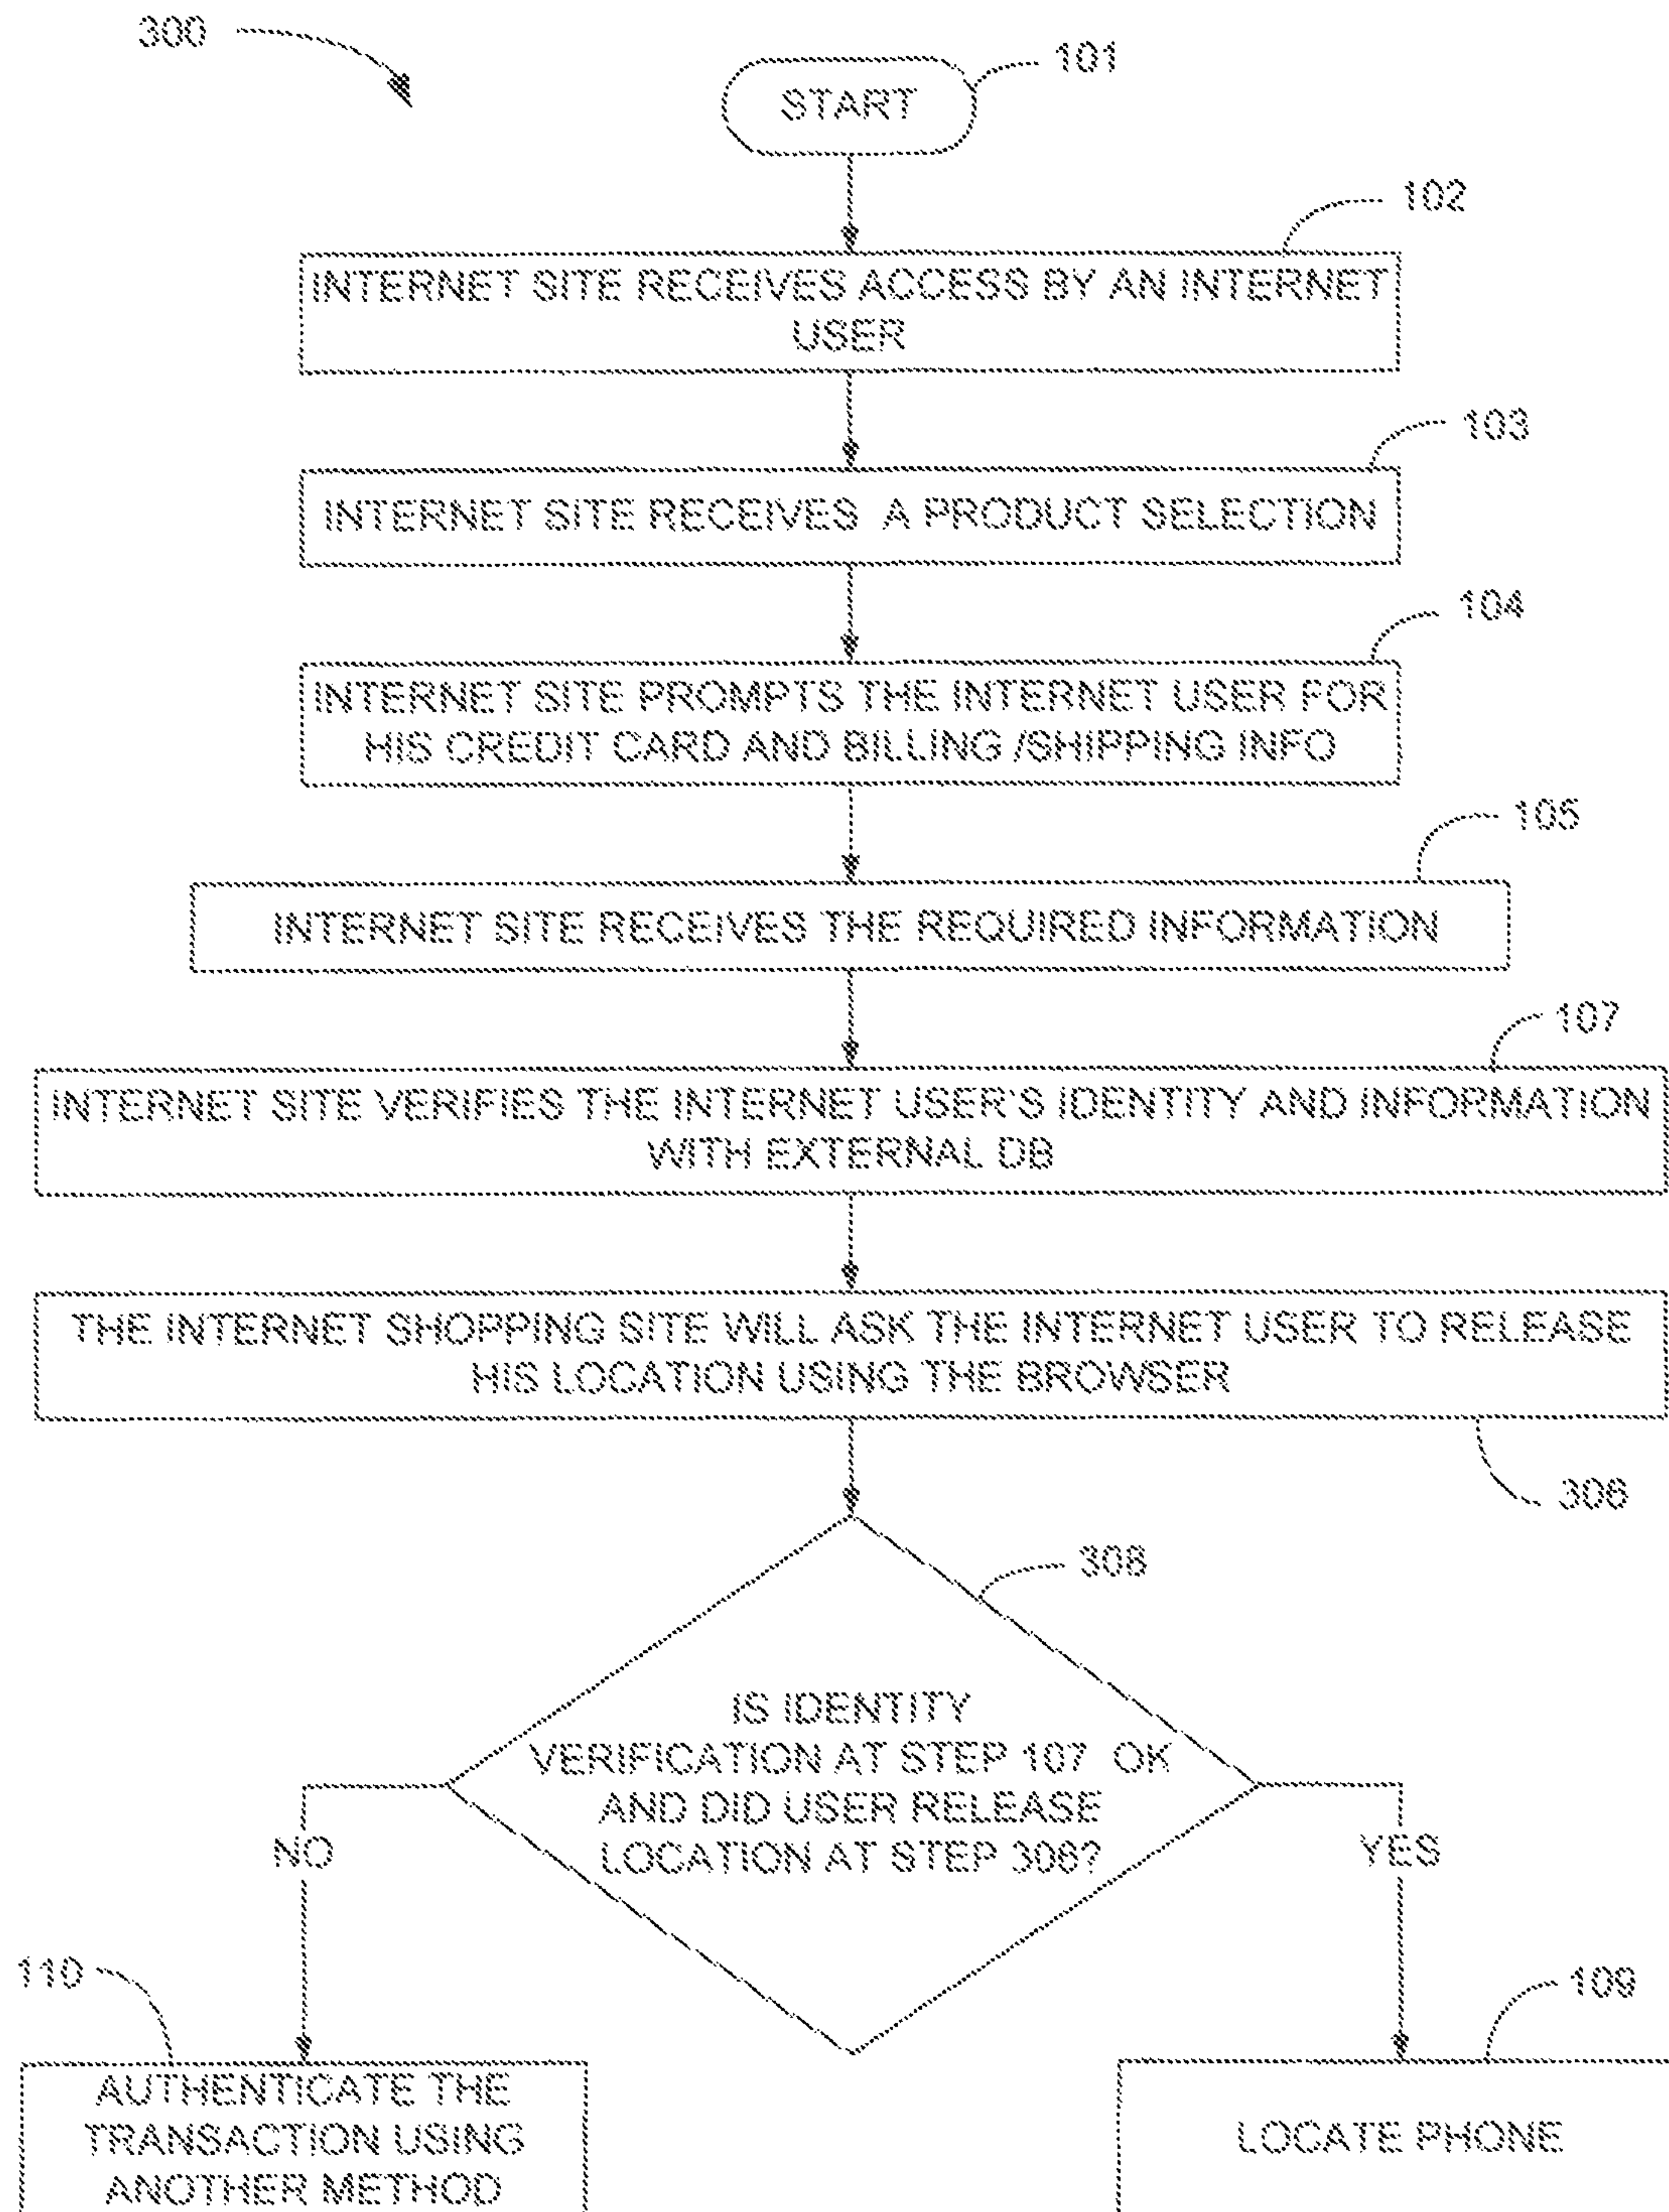 300
101
START
102
INTERNET SITE RECEIVES ACCESS BY AN INTERNET
USER
103
INTERNET SITE RECEIVES A PRODUCT SELECTION
104
INTERNET SITE PROMPTS THE INTERNET USER FOR
HIS CREDIT CARD AND BILLING /SHIPPING INFO
105
INTERNET SITE RECEIVES THE REQUIRED INFORMATION
107
INTERNET SITE VERIFIES THE INTERNET USER'S IDENTITY AND INFORMATION
WITH EXTERNAL DB
THE INTERNET SHOPPING SITE WILL ASK THE INTERNET USER TO RELEASE
HIS LOCATION USING THE BROWSER
306
308
IS IDENTITY
VERIFICATION AT STEP 107 OK
AND DID USER RELEASE
LOCATION AT STEP 306?
NO
YES
110
109
AUTHENTICATE THE
TRANSACTION USING
ANOTHER METHOD
LOCATE PHONE